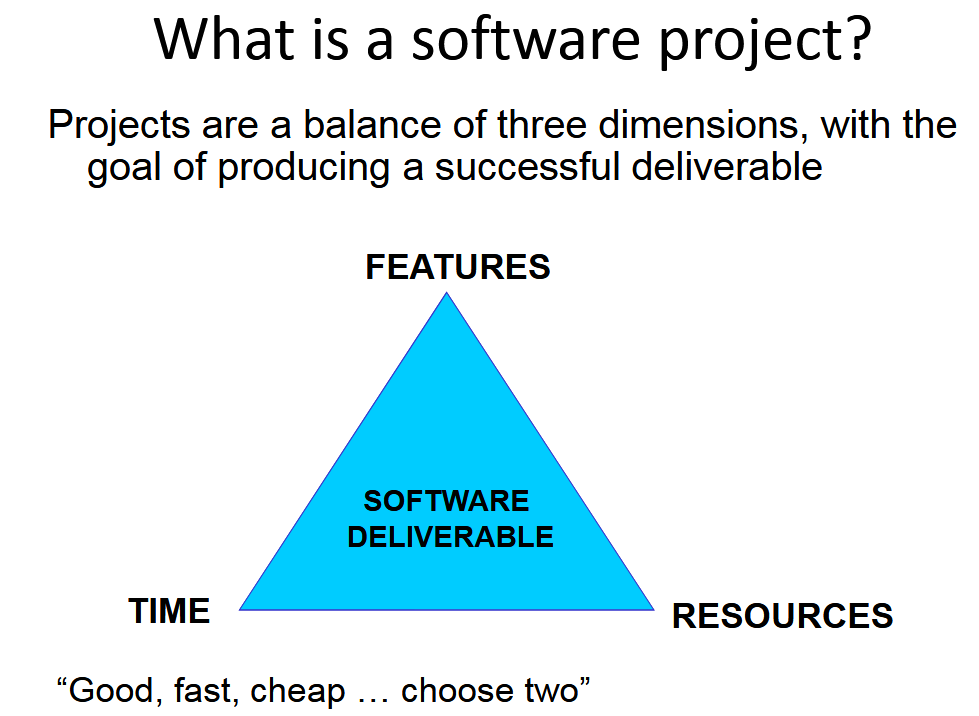 What is a software project?
Projects are a balance of three dimensions, with the
goal of producing a successful deliverable
FEATURES
SOFTWARE
DELIVERABLE
TIME
RESOURCES
“Good, fast, cheap … choose two”